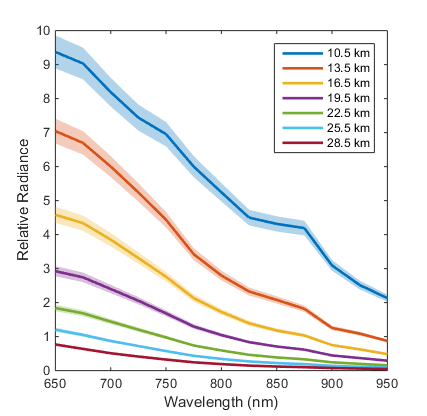 10
9
8
7
6
5
4
3
2
1
0
Relative Radiance
10.5 km
13.5 km
16.5 km
19.5 km
22.5 km
25.5 km
28.5 km
650 700 750 800 850 900 950
Wavelength (nm)